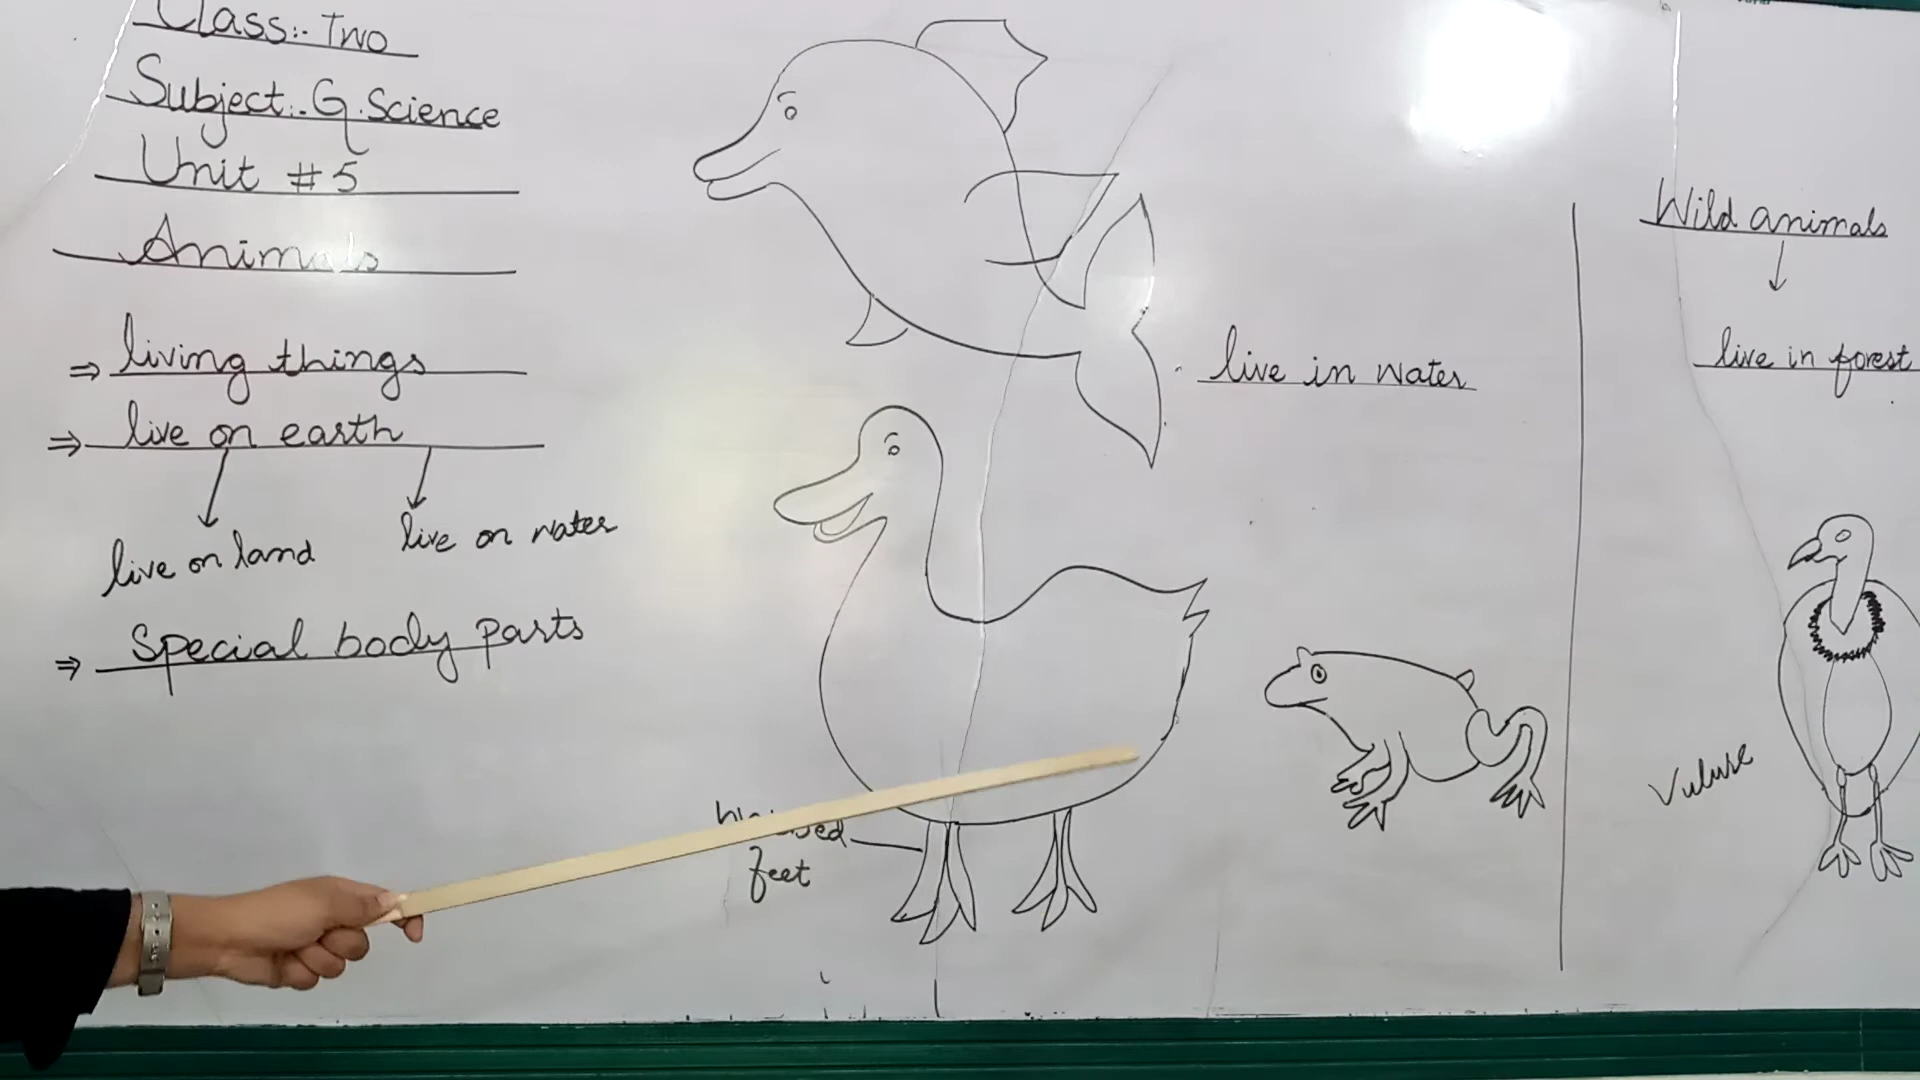 Class:- Two
Subject:- G.Science
Unit # 5
Animals
⇒ living things
⇒ live on earth
live on land
live on water
⇒ Special body parts
live in water
feet
Wild animals
live in forest
Vulure